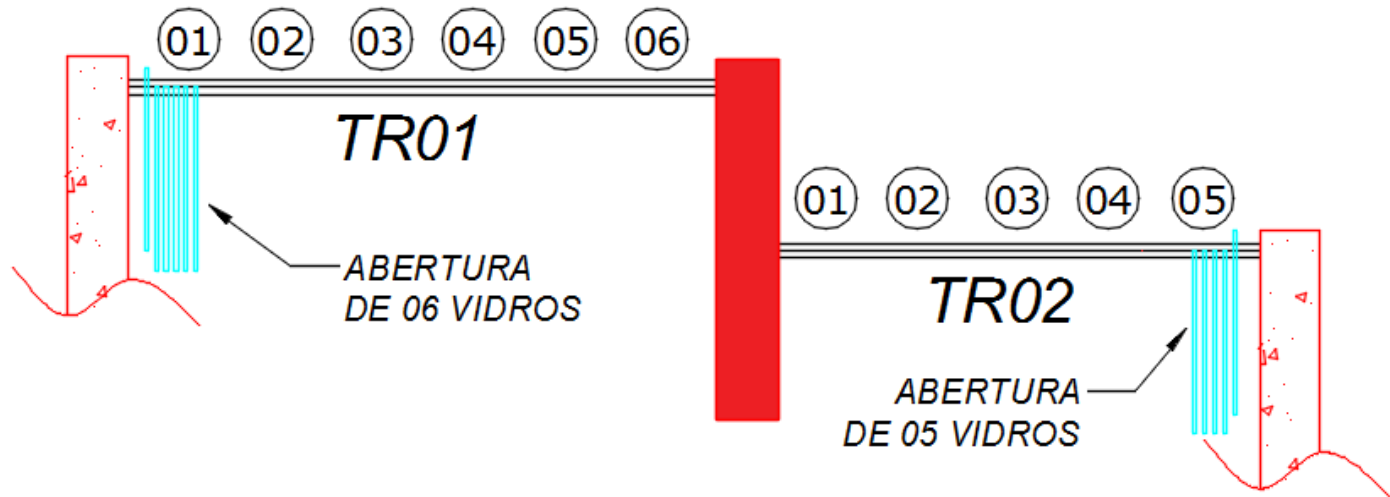 01 02 03 04 05 06
TR01
ABERTURA
DE 06 VIDROS
01 02 03 04 05
TR02
ABERTURA
DE 05 VIDROS